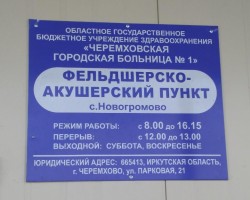 ОБЛАСТНОЕ ГОСУДАРСТВЕННОЕ
БЮДЖЕТНОЕ УЧРЕЖДЕНИЕ ЗДРАВООХРАНЕНИЯ
«ЧЕРЕМХОВСКАЯ
ГОРОДСКАЯ БОЛЬНИЦА № 1»
ФЕЛЬДШЕРСКО-
АКУШЕРСКИЙ ПУНКТ
с.Новогромово
РЕЖИМ РАБОТЫ: с 8.00 до 16.15
ПЕРЕРЫВ: с 12.00 до 13.00
ВЫХОДНОЙ: СУББОТА, ВОСКРЕСЕНЬЕ
ЮРИДИЧЕСКИЙ АДРЕС: 665413, ИРКУТСКАЯ ОБЛАСТЬ,
г. ЧЕРЕМХОВО, ул. ПАРКОВАЯ, 21